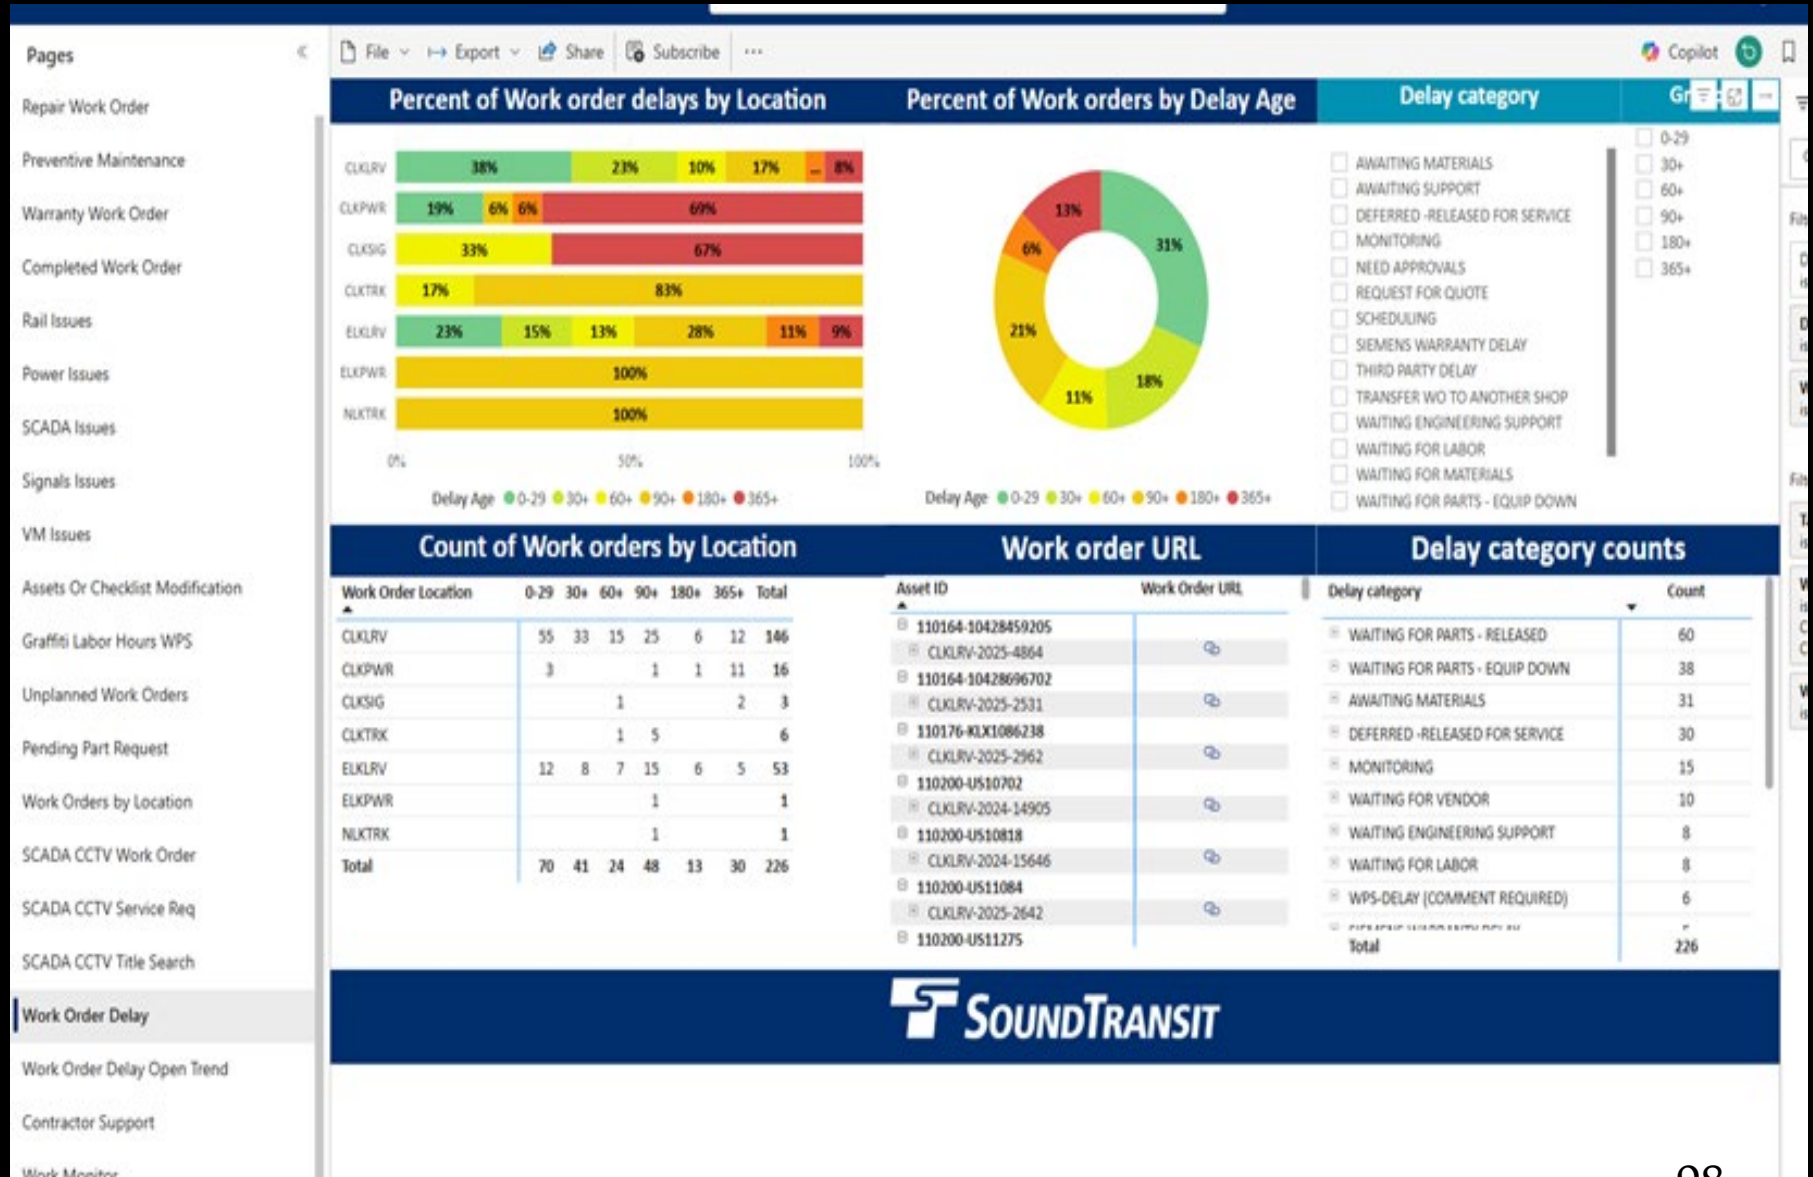 Pages
Repair Work Order
Preventive Maintenance
Warranty Work Order
Completed Work Order
Rail Issues
Power Issues
SCADA Issues
Signals Issues
VM Issues
Assets Or Checklist Modification
Graffiti Labor Hours WPS
Unplanned Work Orders
Pending Part Request
Work Orders by Location
SCADA CCTV Work Order
SCADA CCTV Service Req
SCADA CCTV Title Search
Work Order Delay
Work Order Delay Open Trend
Contractor Support
Work Monitor
File Export Share Subscribe ... Copilot
Percent of Work order delays by Location
CLKLRV 38% 23% 10% 17% ... 8%
CLKPWR 19% 6% 6% 69%
CLKSIG 33% 67%
CLKTRK 17% 83%
ELKLRV 23% 15% 13% 28% 11% 9%
ELKPWR 100%
NLKTRK 100%
0% 50% 100%
Delay Age 0-29 30+ 60+ 90+ 180+ 365+
Percent of Work orders by Delay Age
13%
31%
6%
21%
18%
11%
Delay Age 0-29 30+ 60+ 90+ 180+ 365+
Delay category
AWAITING MATERIALS
AWAITING SUPPORT
DEFERRED -RELEASED FOR SERVICE
MONITORING
NEED APPROVALS
REQUEST FOR QUOTE
SCHEDULING
SIEMENS WARRANTY DELAY
THIRD PARTY DELAY
TRANSFER WO TO ANOTHER SHOP
WAITING ENGINEERING SUPPORT
WAITING FOR LABOR
WAITING FOR MATERIALS
WAITING FOR PARTS - EQUIP DOWN
0-29
30+
60+
90+
180+
365+
Count of Work orders by Location
Work Order Location 0-29 30+ 60+ 90+ 180+ 365+ Total
CLKLRV 55 33 15 25 6 12 146
CLKPWR 3 1 1 11 16
CLKSIG 1 2 3
CLKTRK 1 5 6
ELKLRV 12 8 7 15 6 5 53
ELKPWR 1 1
NLKTRK 1 1
Total 70 41 24 48 13 30 226
Work order URL
Asset ID Work Order URL
110164-10428459205
CLKLRV-2025-4864
110164-10428696702
CLKLRV-2025-2531
110176-KLX1086238
CLKLRV-2025-2962
110200-US10702
CLKLRV-2024-14905
110200-US10818
CLKLRV-2024-15646
110200-US11084
CLKLRV-2025-2642
110200-US11275
Delay category counts
Delay category Count
WAITING FOR PARTS - RELEASED 60
WAITING FOR PARTS - EQUIP DOWN 38
AWAITING MATERIALS 31
DEFERRED -RELEASED FOR SERVICE 30
MONITORING 15
WAITING FOR VENDOR 10
WAITING ENGINEERING SUPPORT 8
WAITING FOR LABOR 8
WPS-DELAY (COMMENT REQUIRED) 6
Total 226
SOUNDTRANSIT